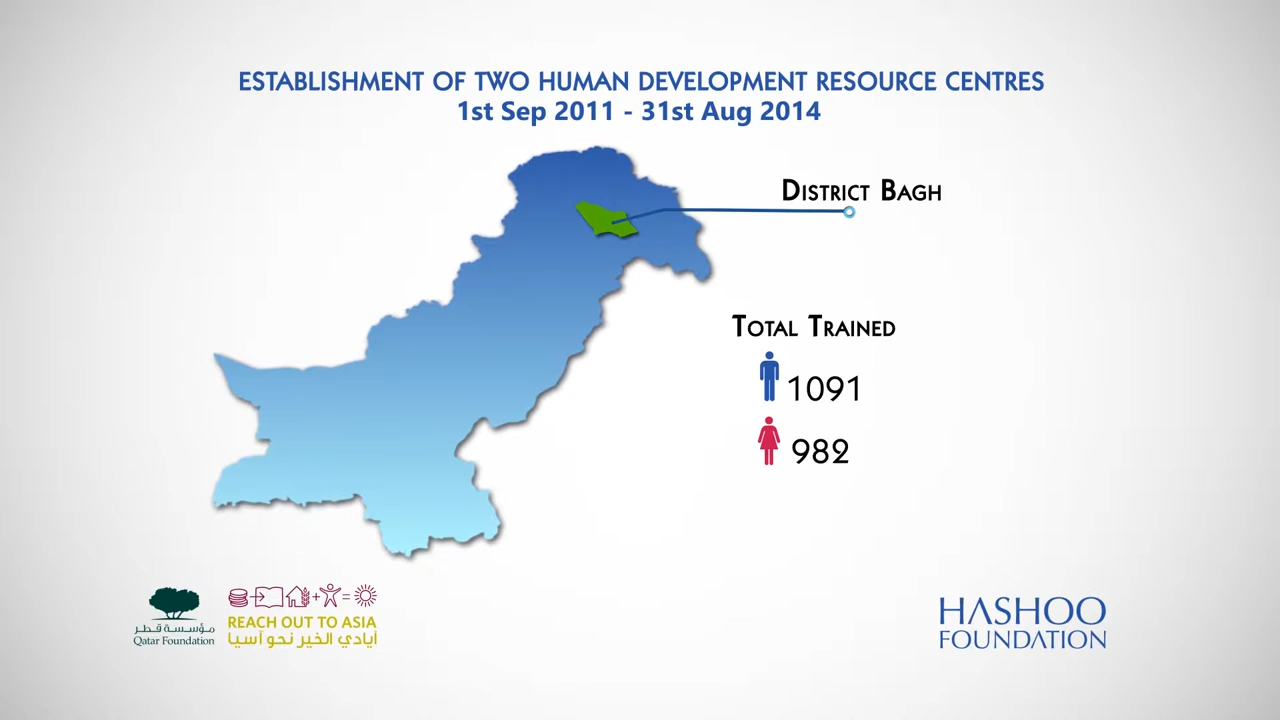 ESTABLISHMENT OF TWO HUMAN DEVELOPMENT RESOURCE CENTRES
1st Sep 2011 - 31st Aug 2014
DISTRICT BAGH
TOTAL TRAINED
1091
982
مؤسسة قطر
Qatar Foundation
REACH OUT TO ASIA
أيادي الخير نحو آسيا
HASHOO
FOUNDATION